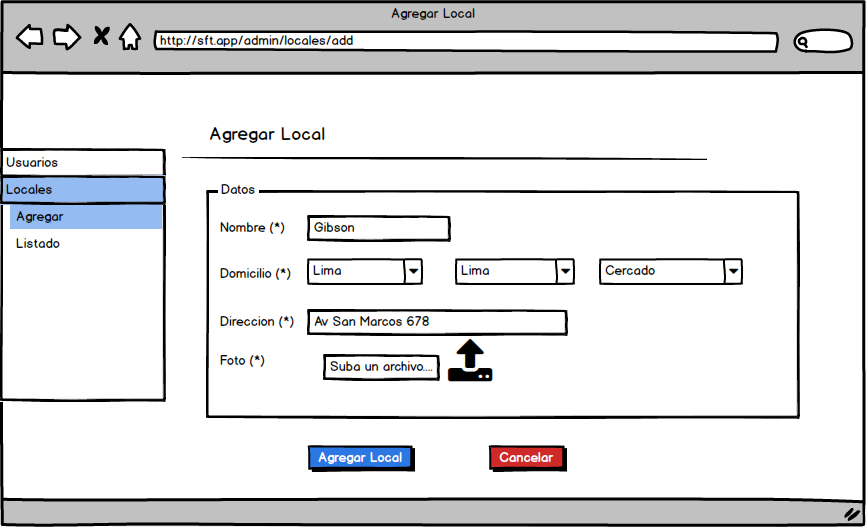 Agregar Local
http://sft.app/admin/locales/add
Agregar Local
Usuarios
Locales
Agregar
Listado
Datos
Nombre (*) Gibson
Domicilio (*) Lima Lima Cercado
Direccion (*) Av San Marcos 678
Foto (*) Suba un archivo....
Agregar Local Cancelar